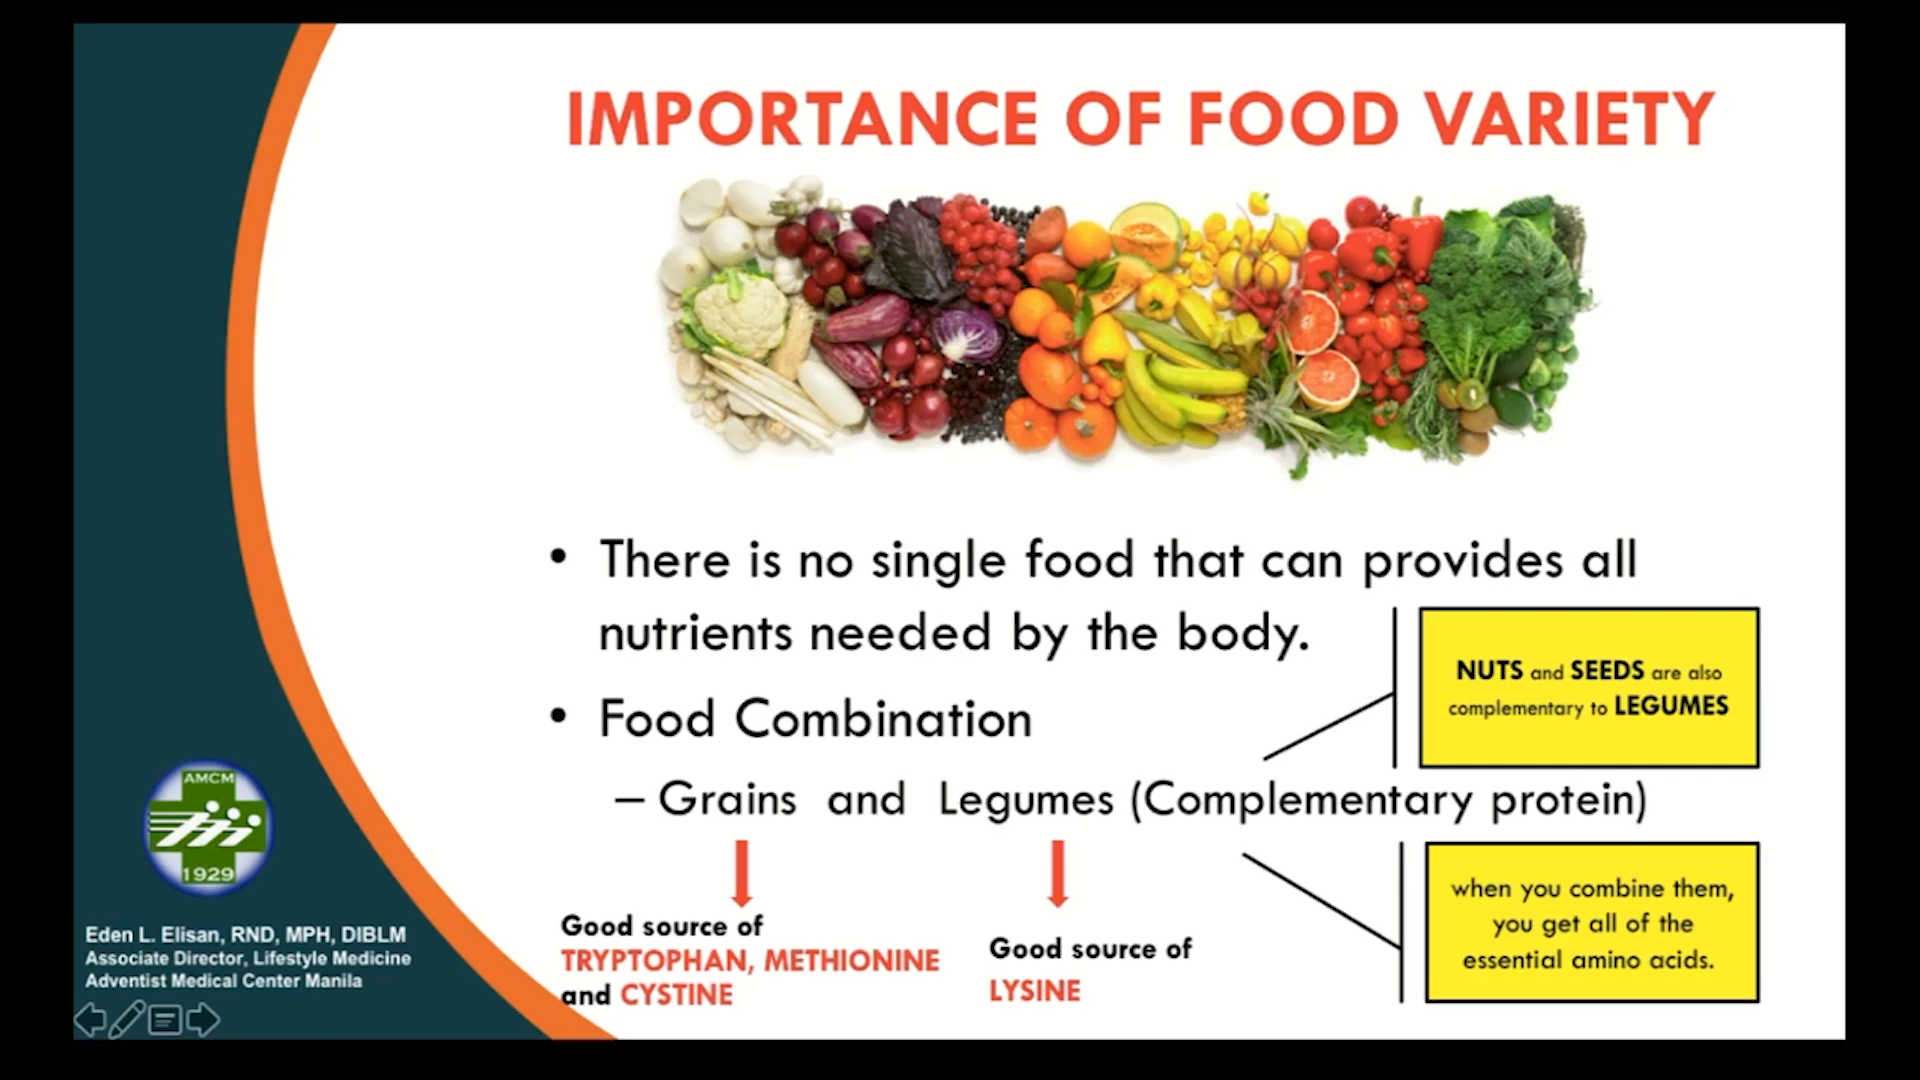 IMPORTANCE OF FOOD VARIETY
• There is no single food that can provides all
nutrients needed by the body.
• Food Combination
– Grains and Legumes (Complementary protein)
NUTS and SEEDS are also
complementary to LEGUMES
Good source of
TRYPTOPHAN, METHIONINE
and CYSTINE
Good source of
LYSINE
when you combine them,
you get all of the
essential amino acids.
AMCM
1929
Eden L. Elisan, RND, MPH, DIBLM
Associate Director, Lifestyle Medicine
Adventist Medical Center Manila